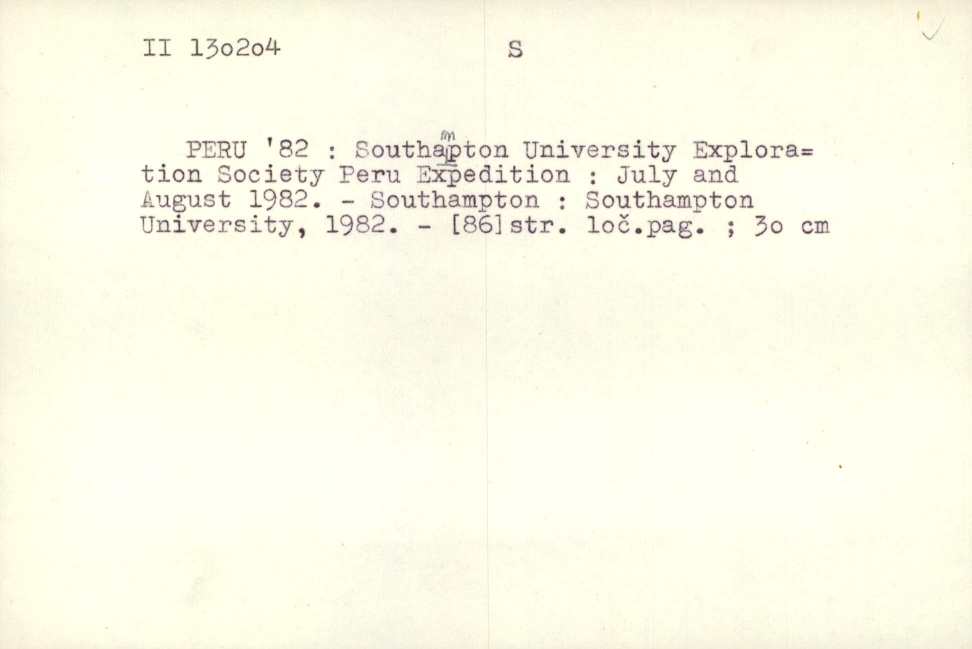 II 130204 S
PERU '82 : Southampton University Explora=
tion Society Peru Expedition : July and
August 1982. - Southampton : Southampton
University, 1982. - [86] str. loč.pag. ; 30 cm